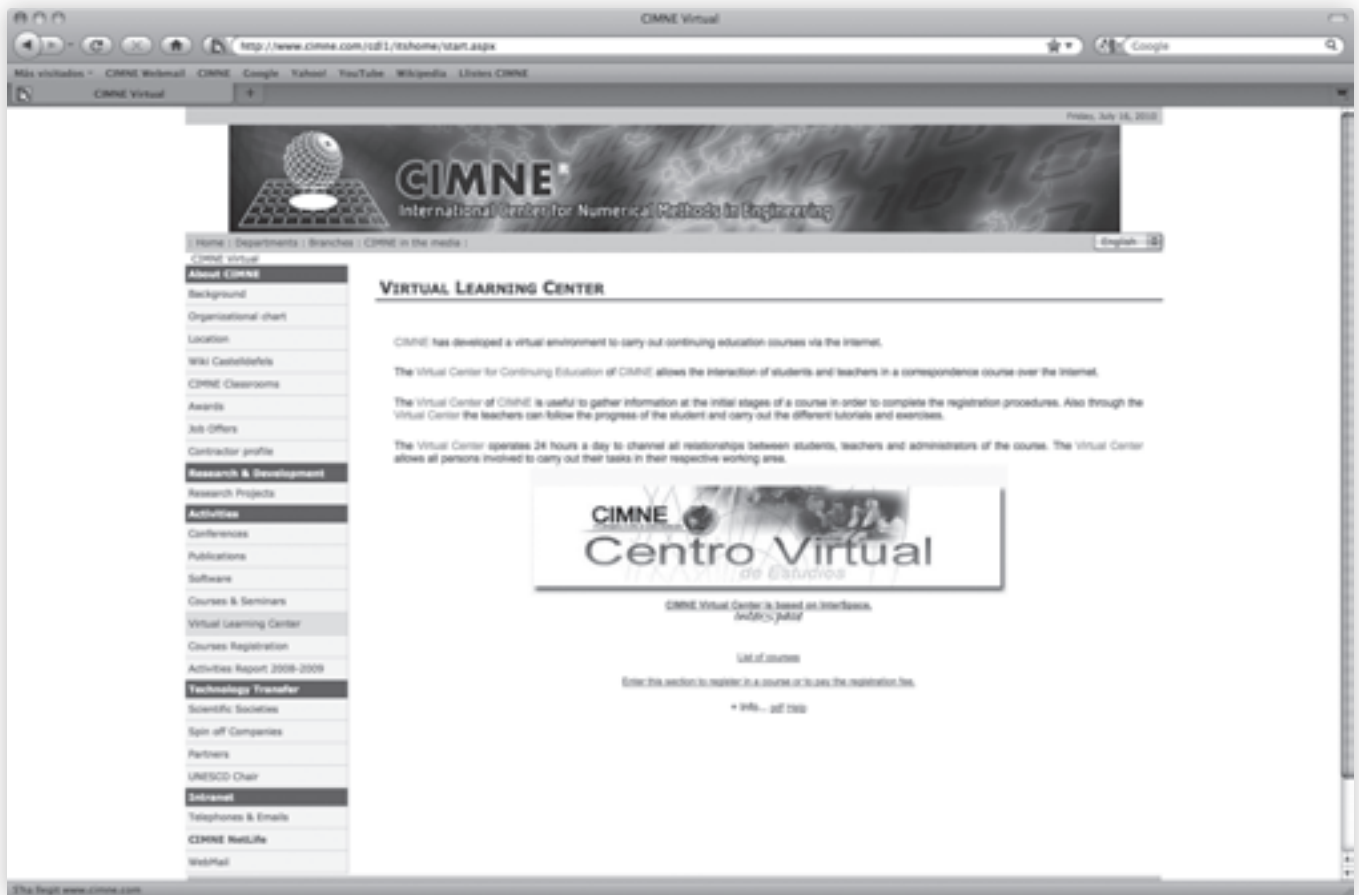 CIMNE Virtual
http://www.cimne.com/cdl1/itshome/start.aspx
Google
Más visitados CIMNE Webmail CIMNE Google Yahoo! YouTube Wikipedia Llistes CIMNE
CIMNE Virtual
Friday, July 16, 2010
CIMNE
International Center for Numerical Methods in Engineering
| Home | Departments | Branches | CIMNE in the media |
English
CIMNE Virtual
About CIMNE
Background
Organizational chart
Location
Wiki Castelldefels
CIMNE Classrooms
Awards
Job Offers
Contractor profile
Research & Development
Research Projects
Activities
Conferences
Publications
Software
Courses & Seminars
Virtual Learning Center
Courses Registration
Activities Report 2008-2009
Technology Transfer
Scientific Societies
Spin off Companies
Partners
UNESCO Chair
Intranet
Telephones & Emails
CIMNE NetLife
WebMail
VIRTUAL LEARNING CENTER
CIMNE has developed a virtual environment to carry out continuing education courses via the Internet.
The Virtual Center for Continuing Education of CIMNE allows the interaction of students and teachers in a correspondence course over the Internet.
The Virtual Center of CIMNE is useful to gather information at the initial stages of a course in order to complete the registration procedures. Also through the
Virtual Center the teachers can follow the progress of the student and carry out the different tutorials and exercises.
The Virtual Center operates 24 hours a day to channel all relationships between students, teachers and administrators of the course. The Virtual Center
allows all persons involved to carry out their tasks in their respective working area.
CIMNE
Centro Virtual
de Estudios
CIMNE Virtual Center is based on InterSpace.
List of courses
Enter this section to register in a course or to pay the registration fee.
+ Info... pdf Help
S'ha llegit www.cimne.com